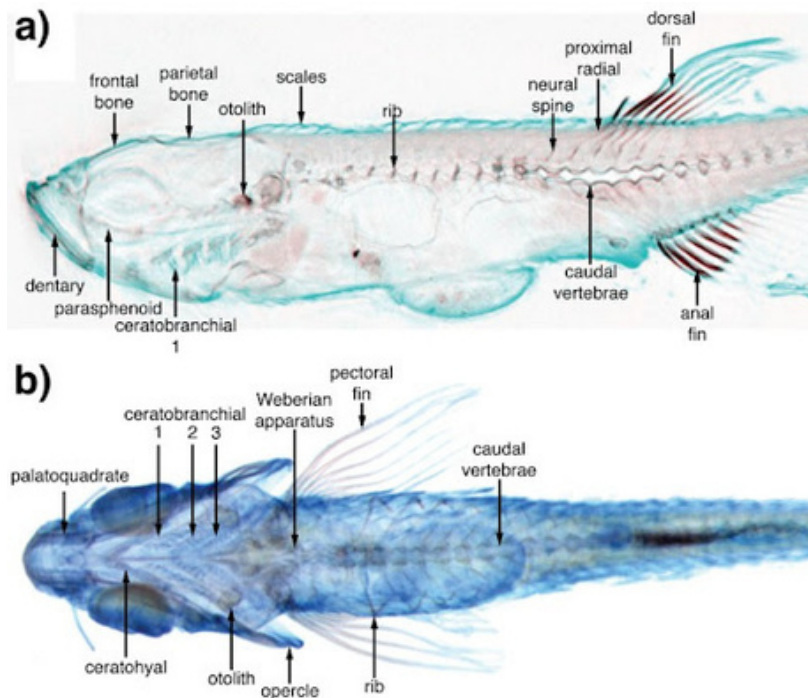 a)
frontal
bone
parietal
bone
otolith
scales
rib
neural
spine
proximal
radial
dorsal
fin
dentary
parasphenoid
ceratobranchial
1
caudal
vertebrae
anal
fin
b)
palatoquadrate
ceratobranchial
1 2 3
Weberian
apparatus
pectoral
fin
caudal
vertebrae
ceratohyal
otolith
opercle
rib